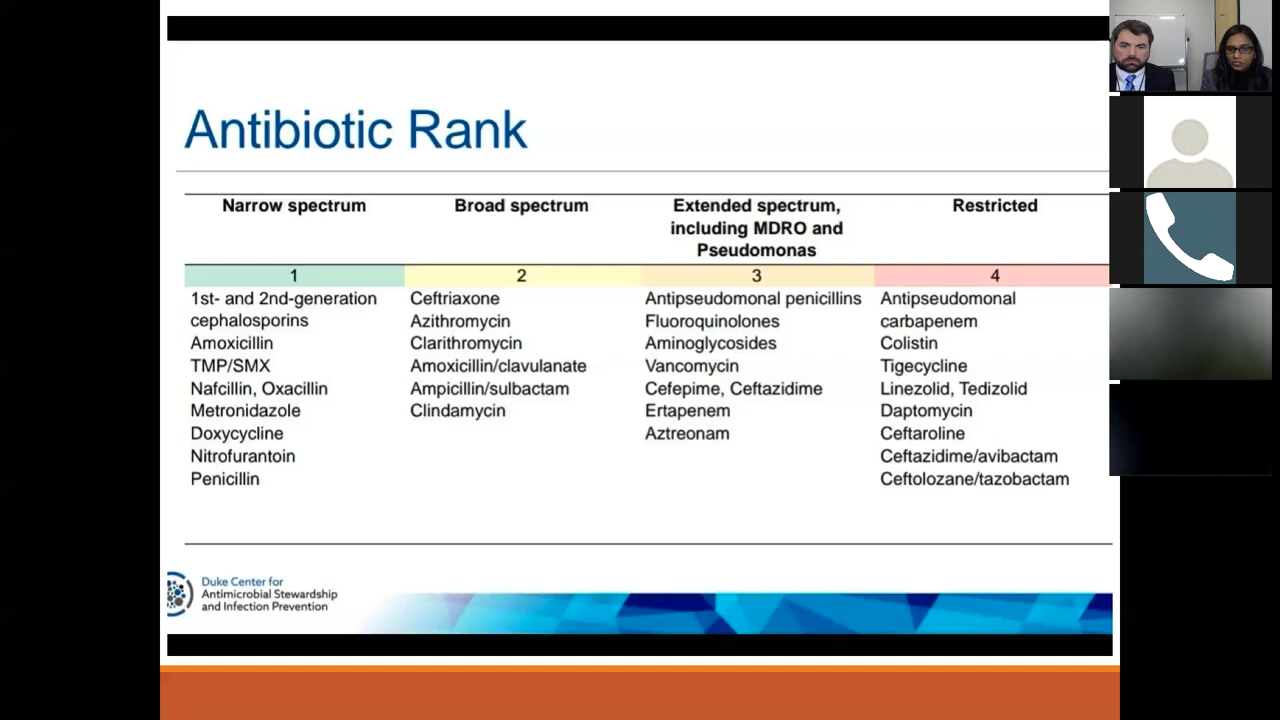 Antibiotic Rank
Narrow spectrum
Broad spectrum
Extended spectrum,
including MDRO and
Pseudomonas
Restricted
1
2
3
4
1st- and 2nd-generation
cephalosporins
Amoxicillin
TMP/SMX
Nafcillin, Oxacillin
Metronidazole
Doxycycline
Nitrofurantoin
Penicillin
Ceftriaxone
Azithromycin
Clarithromycin
Amoxicillin/clavulanate
Ampicillin/sulbactam
Clindamycin
Antipseudomonal penicillins
Fluoroquinolones
Aminoglycosides
Vancomycin
Cefepime, Ceftazidime
Ertapenem
Aztreonam
Antipseudomonal
carbapenem
Colistin
Tigecycline
Linezolid, Tedizolid
Daptomycin
Ceftaroline
Ceftazidime/avibactam
Ceftolozane/tazobactam
Duke Center for
Antimicrobial Stewardship
and Infection Prevention